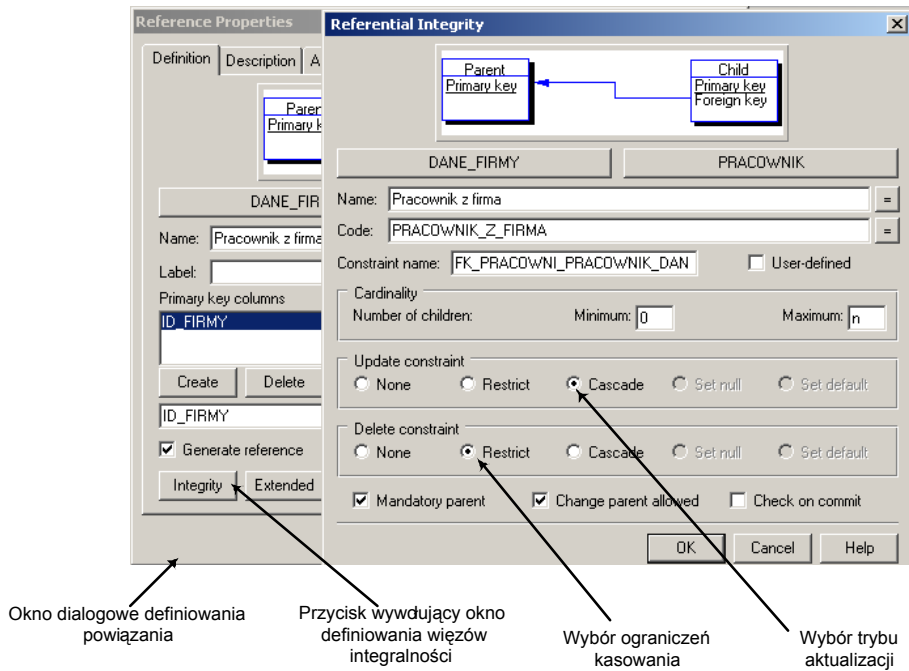 Reference Properties
Definition
Description
A
Paren
Primary k
DANE_FIR
Name:
Pracownik z firma
Label:
Primary key columns
ID_FIRMY
Create
Delete
ID_FIRMY
Generate reference
Integrity
Extended
Referential Integrity
Parent
Primary key
Child
Primary key
Foreign key
DANE_FIRMY
PRACOWNIK
Name:
Pracownik z firma
=
Code:
PRACOWNIK_Z_FIRMA
=
Constraint name:
FK_PRACOWNI_PRACOWNIK_DAN
User-defined
Cardinality
Number of children:
Minimum:
0
Maximum:
n
Update constraint
None
Restrict
Cascade
Set null
Set default
Delete constraint
None
Restrict
Cascade
Set null
Set default
Mandatory parent
Change parent allowed
Check on commit
OK
Cancel
Help
Okno dialogowe definiowania
powiązania
Przycisk wywdujący okno
definiowania więzów
integralności
Wybór ograniczeń
kasowania
Wybór trybu
aktualizacji